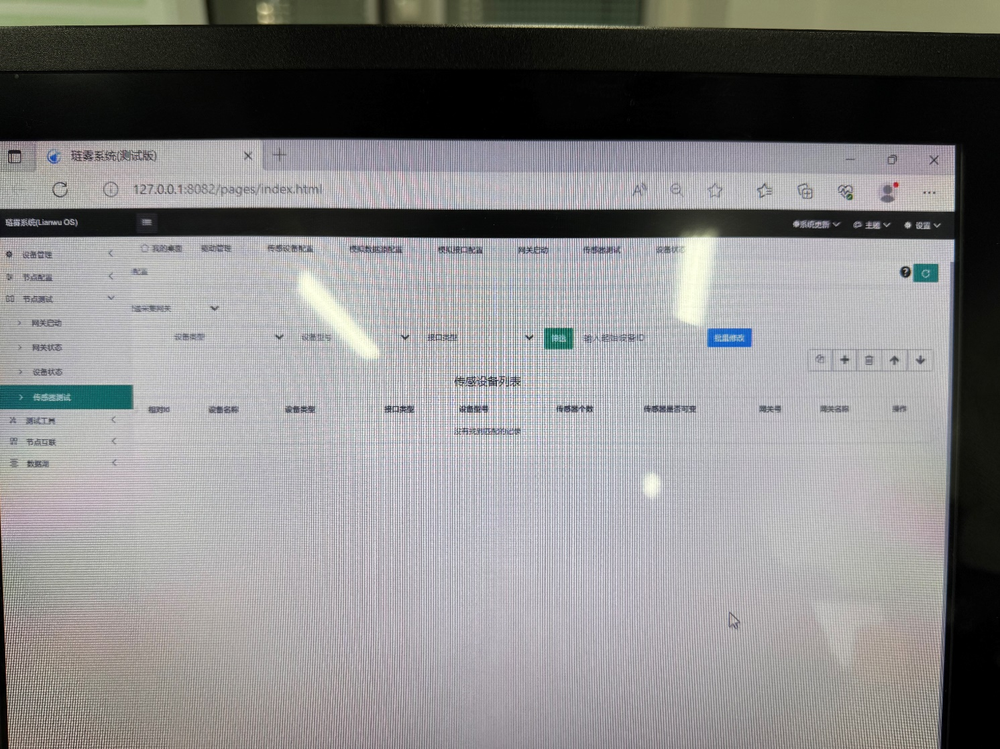 琏雾系统(测试版)
127.0.0.1:8082/pages/index.html
琏雾系统(Lianwu OS)
系统更新 主题 设置
设备管理
节点配置
节点测试
网关启动
网关状态
设备状态
传感器测试
测试工具
节点互联
数据湖
我的桌面 驱动管理 传感设备配置 模拟数据源配置 模拟接口配置 网关启动 传感器测试 设备状态
配置
采集网关
设备类型 设备型号 接口类型 筛选 输入起始设备ID 批量修改
传感设备列表
相对id 设备名称 设备类型 接口类型 设备型号 传感器个数 传感器是否可变 网关号 网关名称 操作
没有找到匹配的记录